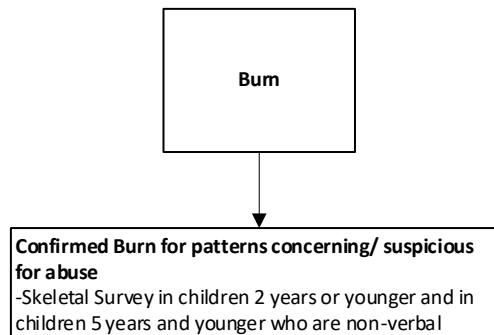 Burn
Confirmed Burn for patterns concerning/ suspicious
for abuse
-Skeletal Survey in children 2 years or younger and in
children 5 years and younger who are non-verbal